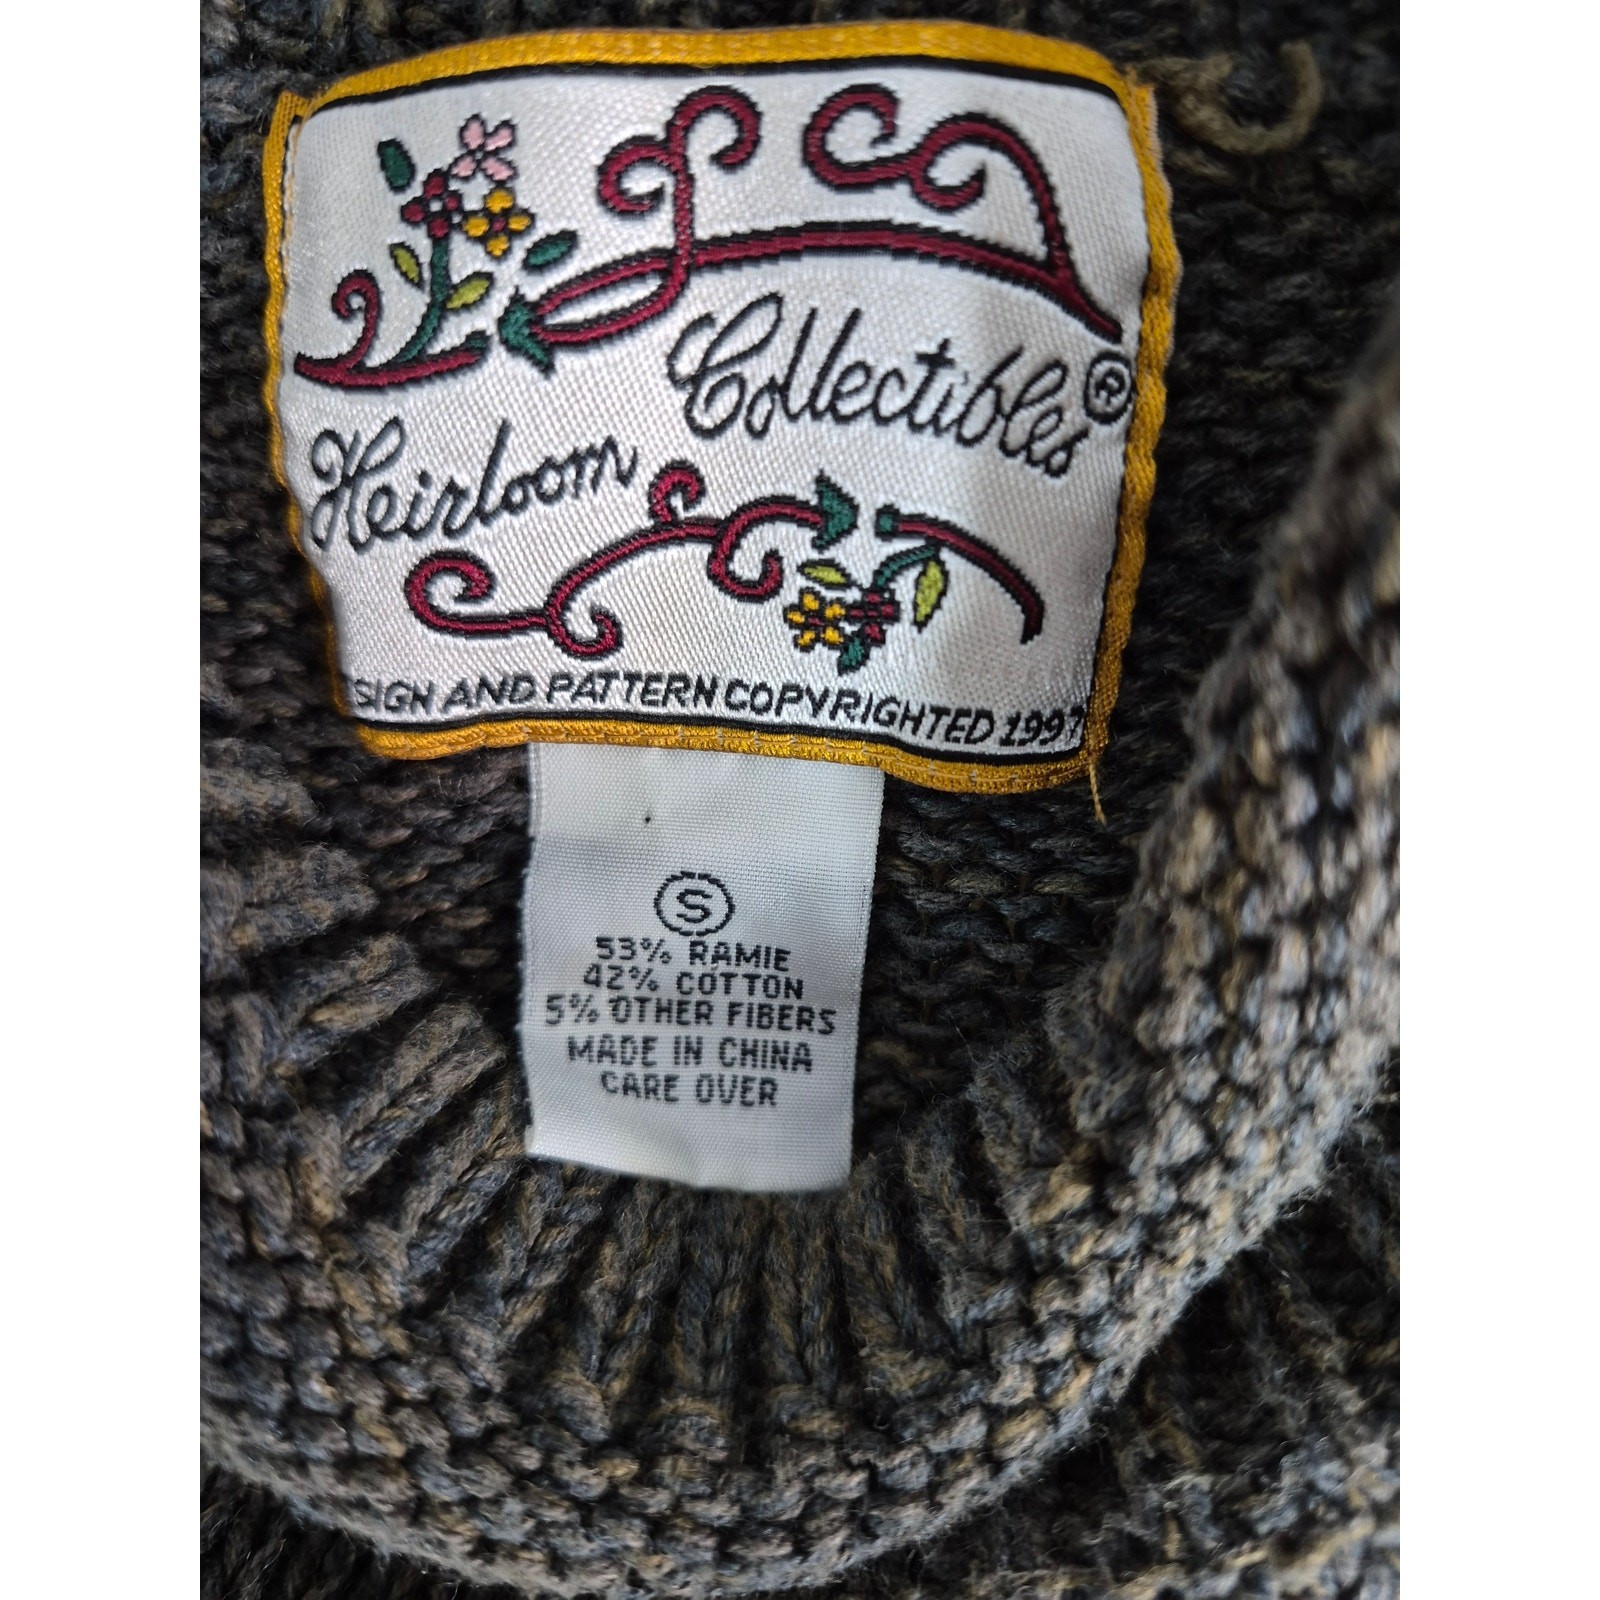 Heirloom Collectibles®
SIGN AND PATTERN COPYRIGHTED 1997
S
53% RAMIE
42% COTTON
5% OTHER FIBERS
MADE IN CHINA
CARE OVER